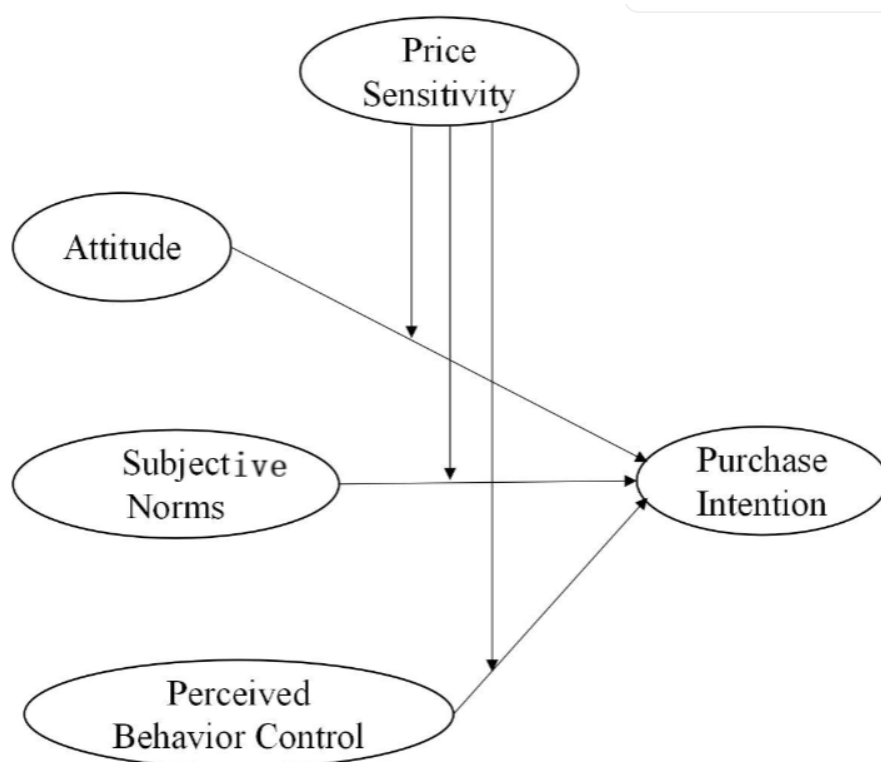 Price
Sensitivity
Attitude
Subjective
Norms
Purchase
Intention
Perceived
Behavior Control